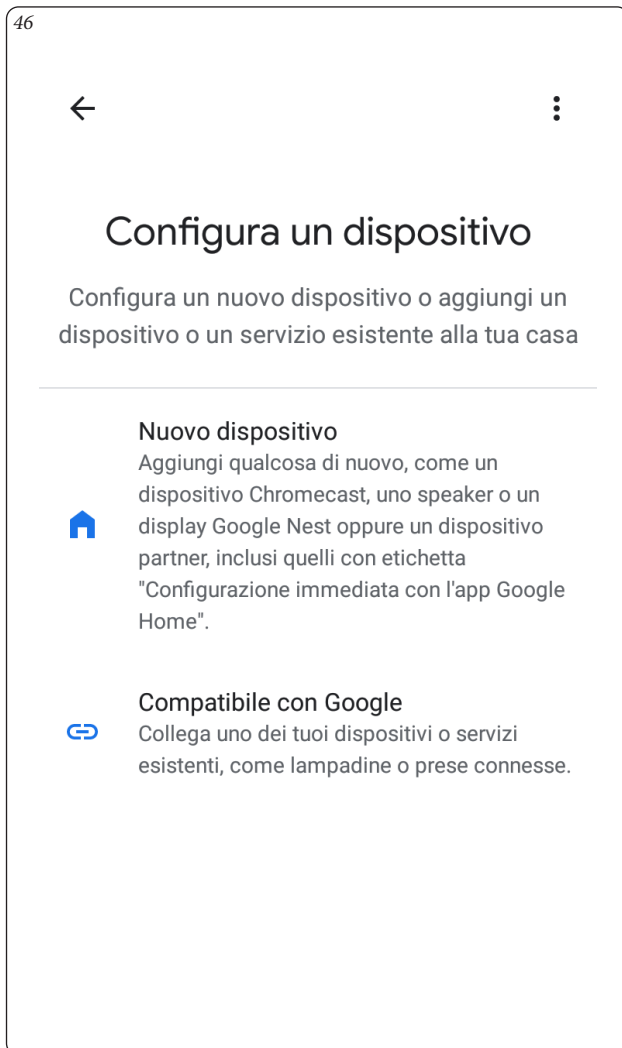 46
Configura un dispositivo
Configura un nuovo dispositivo o aggiungi un
dispositivo o un servizio esistente alla tua casa
Nuovo dispositivo
Aggiungi qualcosa di nuovo, come un
dispositivo Chromecast, uno speaker o un
display Google Nest oppure un dispositivo
partner, inclusi quelli con etichetta
"Configurazione immediata con l'app Google
Home".
Compatibile con Google
Collega uno dei tuoi dispositivi o servizi
esistenti, come lampadine o prese connesse.